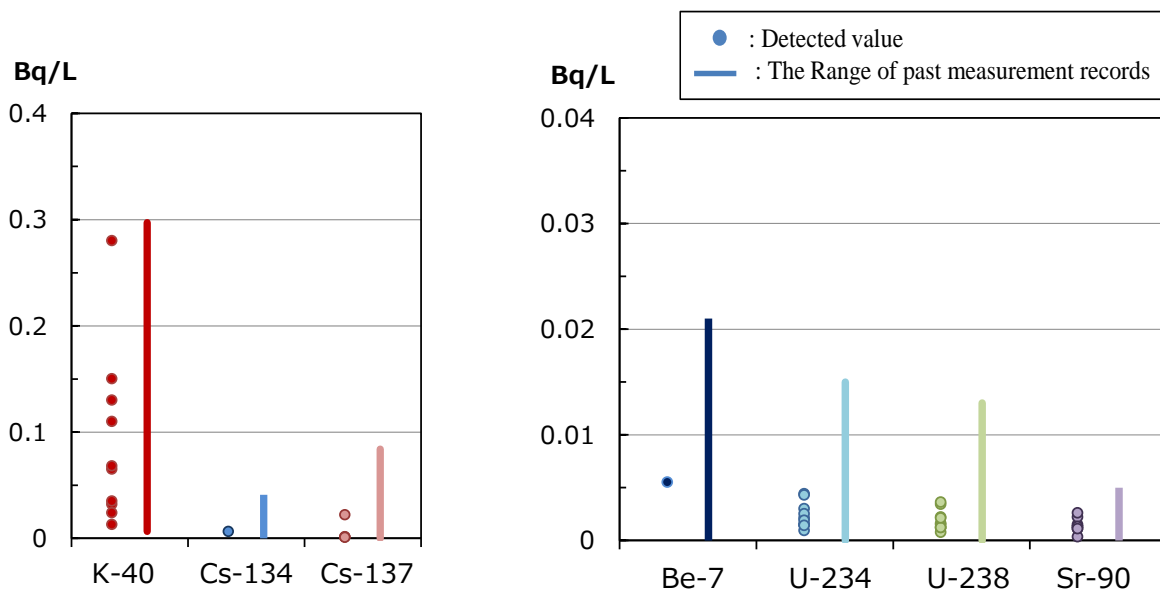 : Detected value
: The Range of past measurement records
Bq/L
0.4
0.3
0.2
0.1
0
K-40 Cs-134 Cs-137
Bq/L
0.04
0.03
0.02
0.01
0
Be-7 U-234 U-238 Sr-90